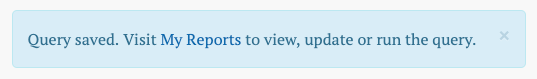 Query saved. Visit My Reports to view, update or run the query. ×